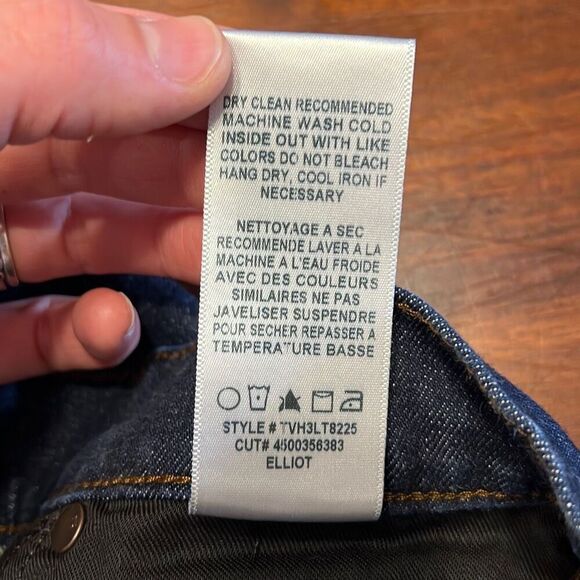 DRY CLEAN RECOMMENDED
MACHINE WASH COLD
INSIDE OUT WITH LIKE
COLORS DO NOT BLEACH
HANG DRY, COOL IRON IF
NECESSARY
NETTOYAGE A SEC
RECOMMENDE LAVER A LA
MACHINE A L'EAU FROIDE
AVEC DES COULEURS
SIMILAIRES NE PAS
JAVELISER SUSPENDRE
POUR SECHER REPASSER A
TEMPERATURE BASSE
STYLE # TVH3LT8225
CUT# 4500356383
ELLIOT